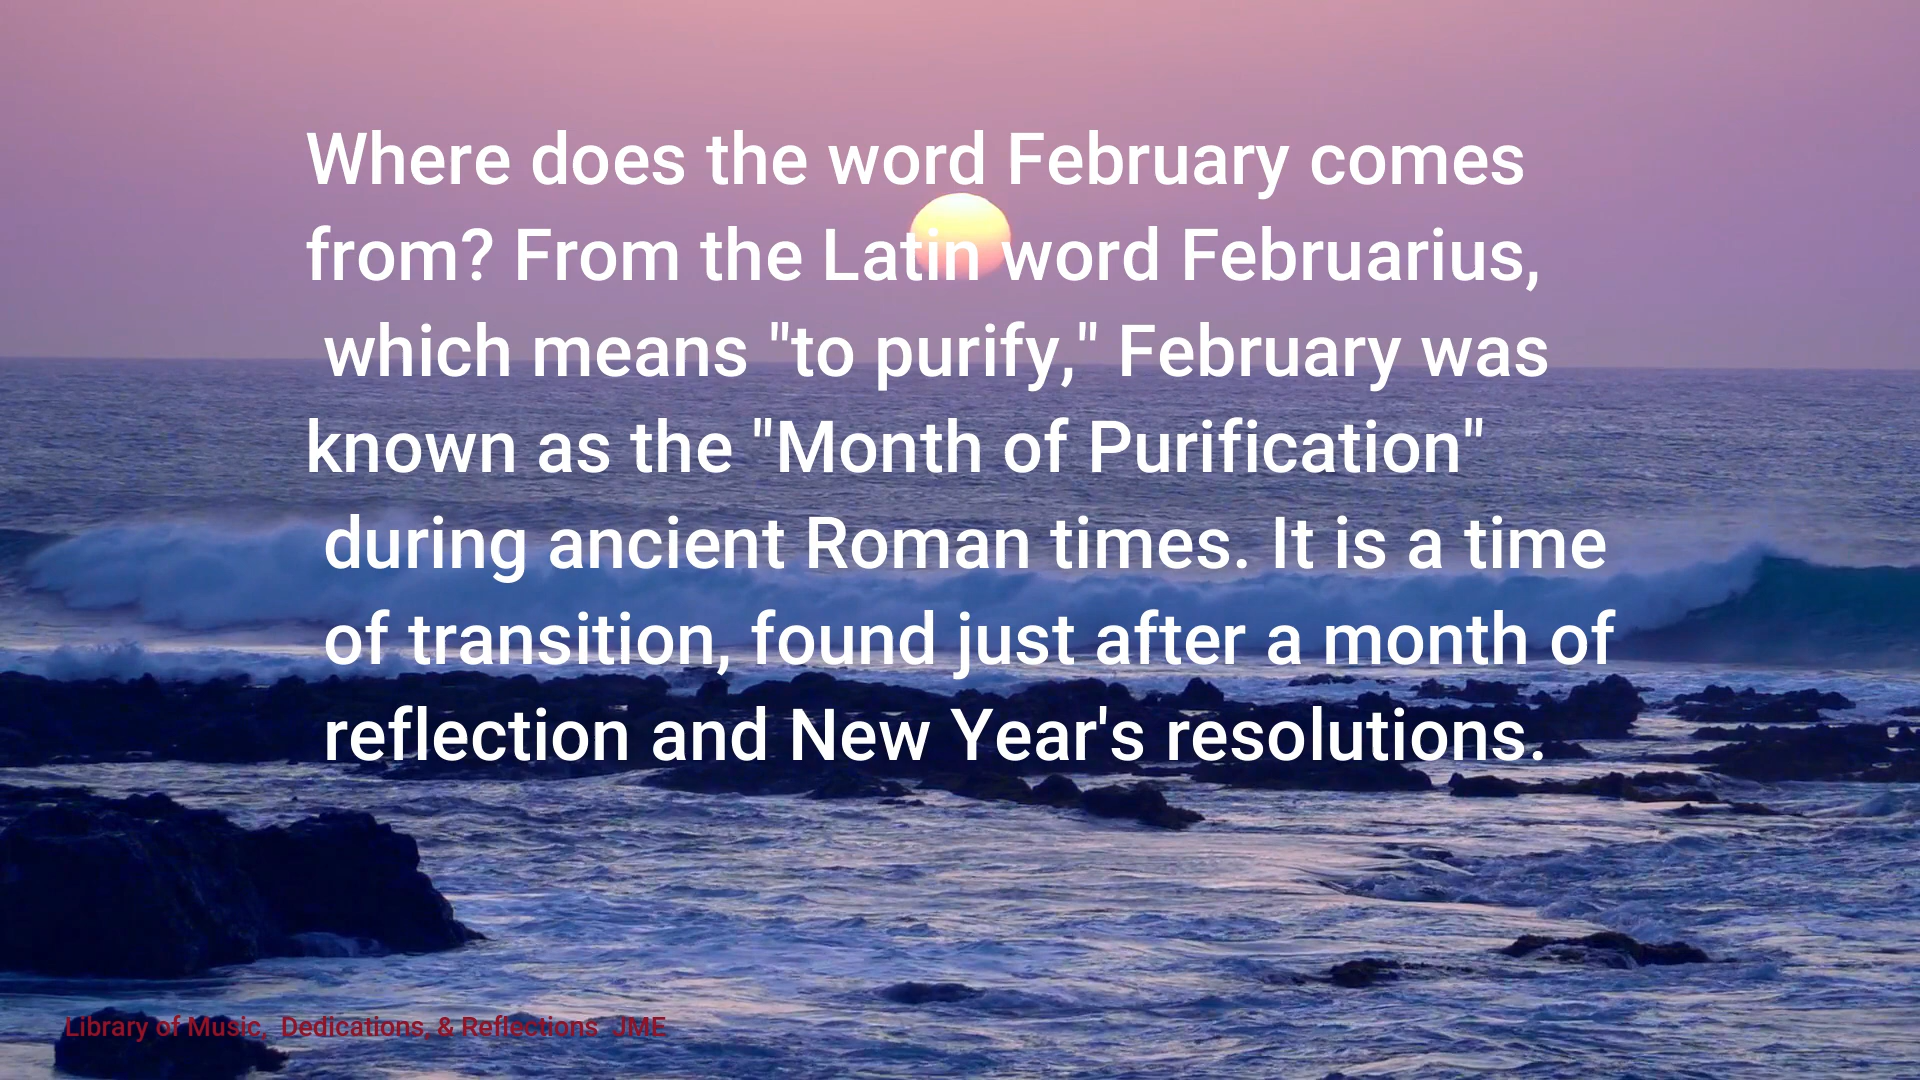 Where does the word February comes
from? From the Latin word Februarius,
which means "to purify," February was
known as the "Month of Purification"
during ancient Roman times. It is a time
of transition, found just after a month of
reflection and New Year's resolutions.
Library of Music, Dedications, & Reflections JME